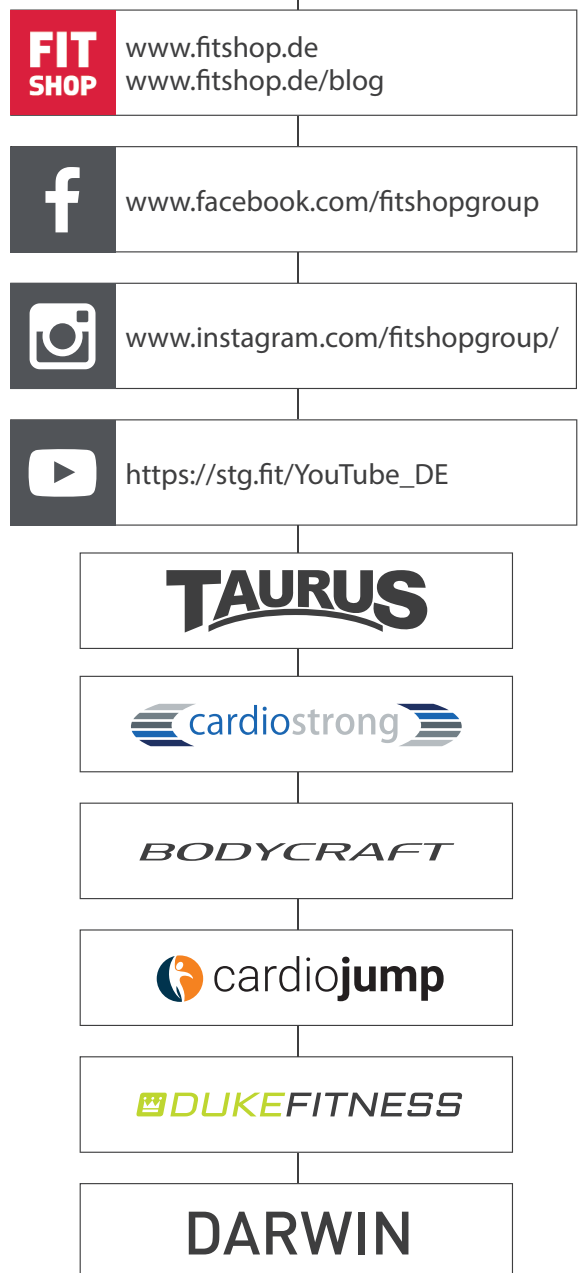 FIT
SHOP
www.fitshop.de
www.fitshop.de/blog
f
www.facebook.com/fitshopgroup
www.instagram.com/fitshopgroup/
https://stg.fit/YouTube_DE
TAURUS
cardiostrong
BODYCRAFT
cardiojump
DUKEFITNESS
DARWIN